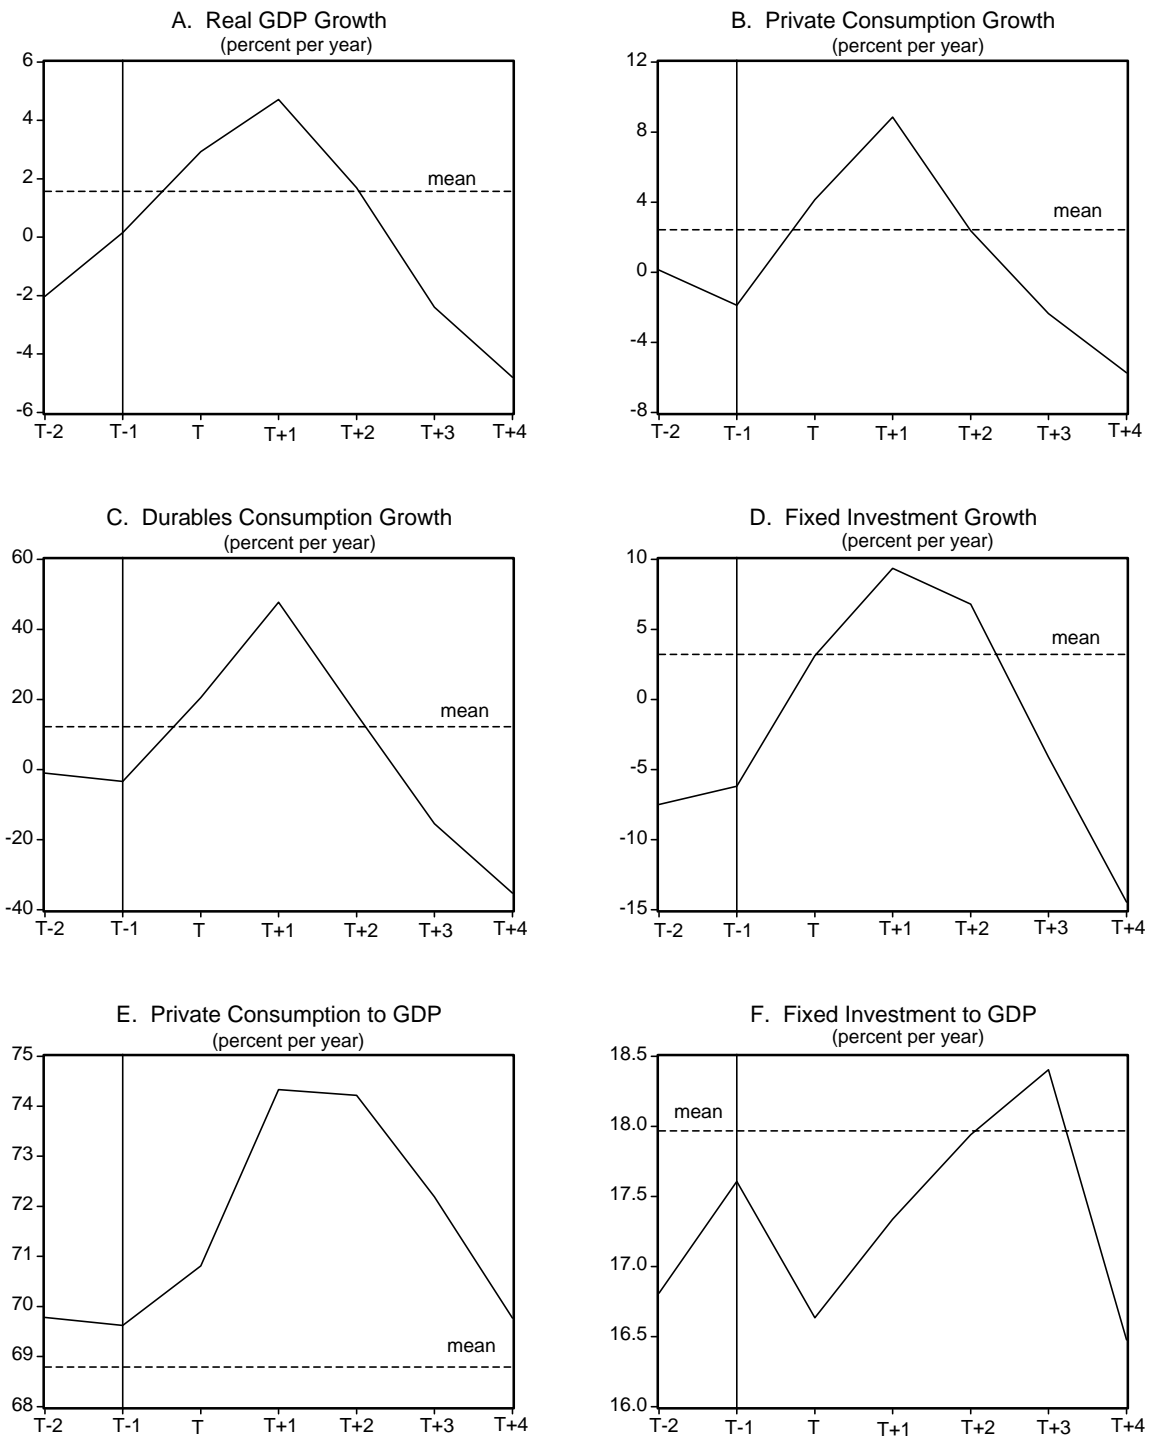 A. Real GDP Growth
(percent per year)
6
4
2
0
-2
-4
-6
mean
T-2 T-1 T T+1 T+2 T+3 T+4
B. Private Consumption Growth
(percent per year)
12
8
4
0
-4
-8
mean
T-2 T-1 T T+1 T+2 T+3 T+4
C. Durables Consumption Growth
(percent per year)
60
40
20
0
-20
-40
mean
T-2 T-1 T T+1 T+2 T+3 T+4
D. Fixed Investment Growth
(percent per year)
10
5
0
-5
-10
-15
mean
T-2 T-1 T T+1 T+2 T+3 T+4
E. Private Consumption to GDP
(percent per year)
75
74
73
72
71
70
69
68
mean
T-2 T-1 T T+1 T+2 T+3 T+4
F. Fixed Investment to GDP
(percent per year)
18.5
18.0
17.5
17.0
16.5
16.0
mean
T-2 T-1 T T+1 T+2 T+3 T+4